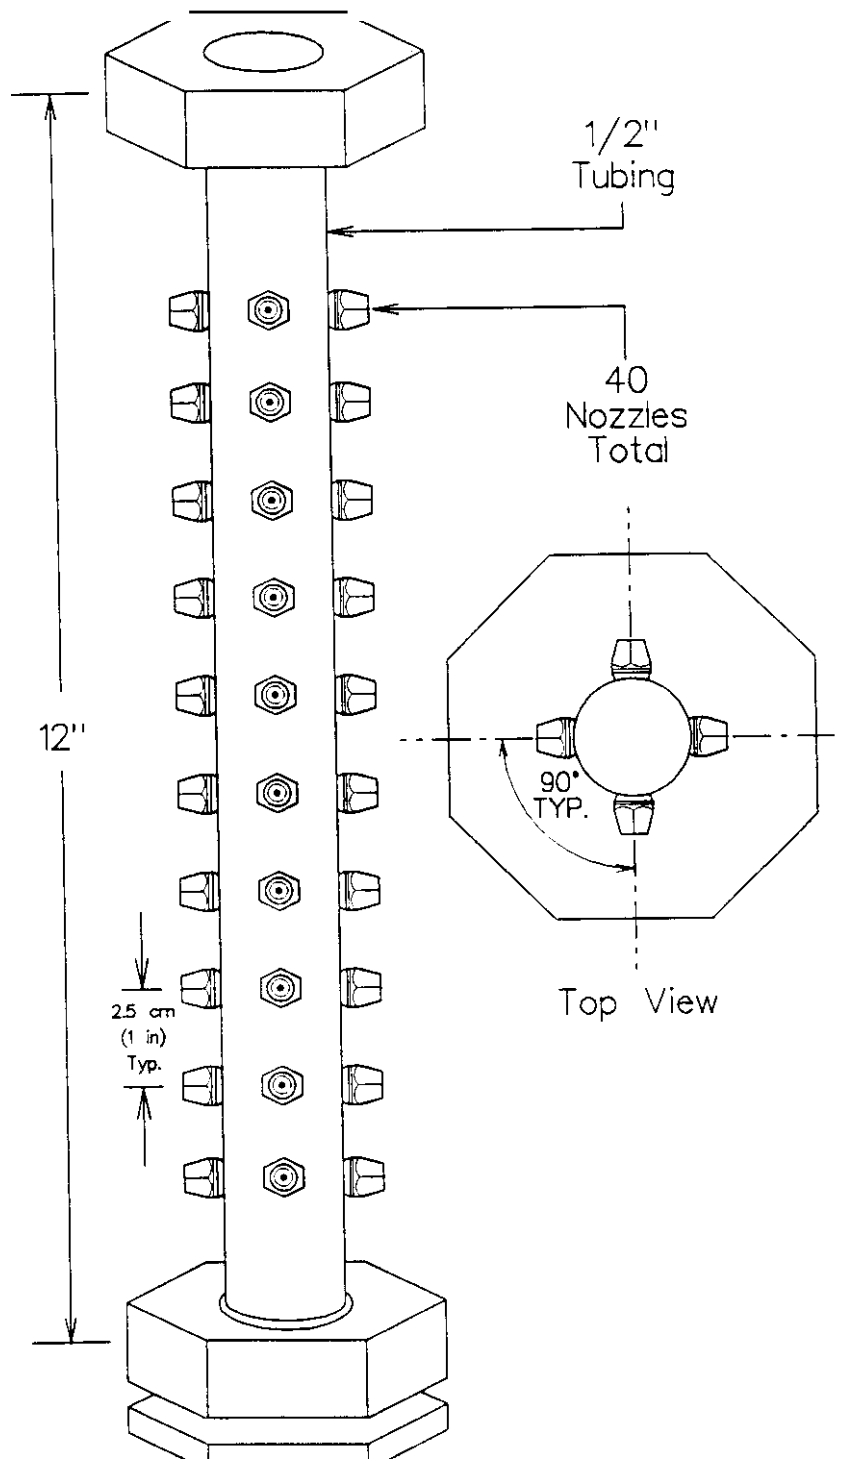 1/2"
Tubing
40
Nozzles
Total
12"
90°
TYP.
2.5 cm
(1 in)
Typ.
Top View